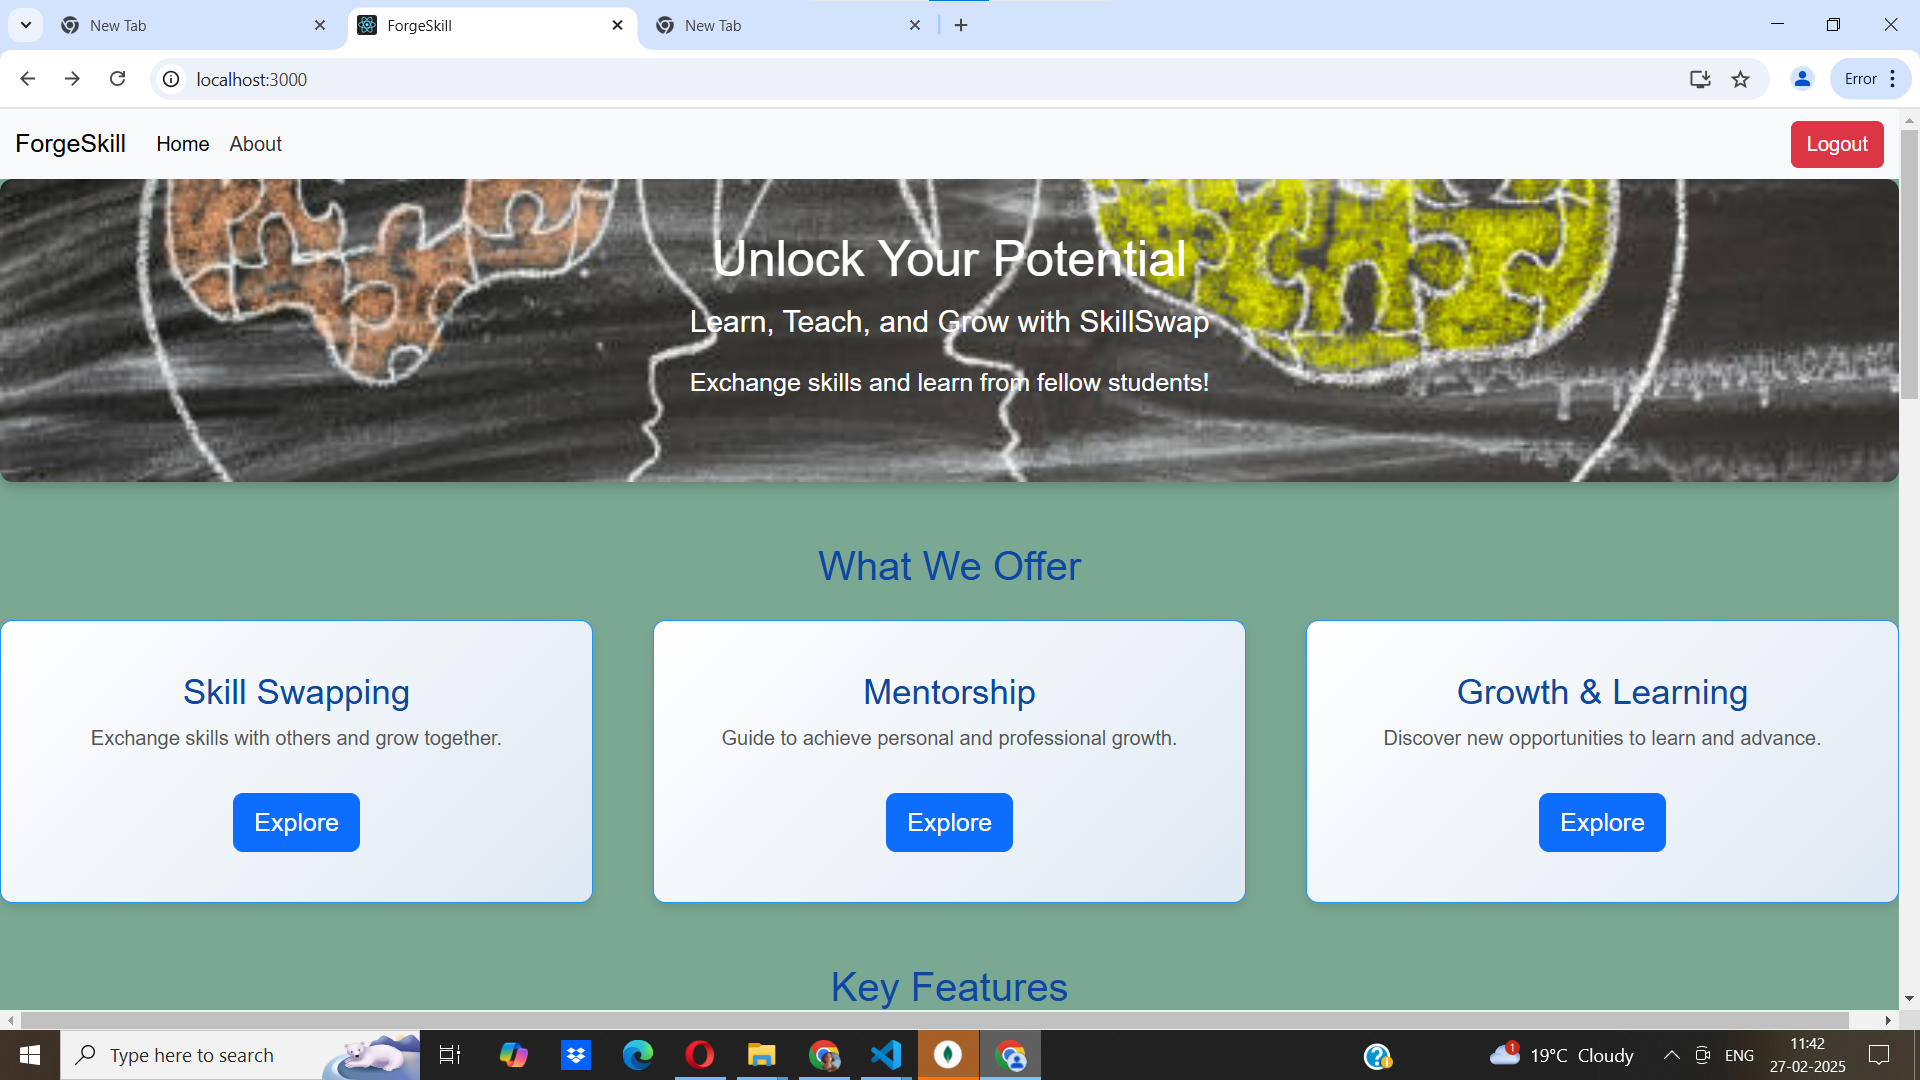 New Tab
ForgeSkill
New Tab
localhost:3000
Error
ForgeSkill
Home
About
Logout
Unlock Your Potential
Learn, Teach, and Grow with SkillSwap
Exchange skills and learn from fellow students!
What We Offer
Skill Swapping
Exchange skills with others and grow together.
Explore
Mentorship
Guide to achieve personal and professional growth.
Explore
Growth & Learning
Discover new opportunities to learn and advance.
Explore
Key Features
Type here to search
1
19°C Cloudy
ENG
11:42
27-02-2025